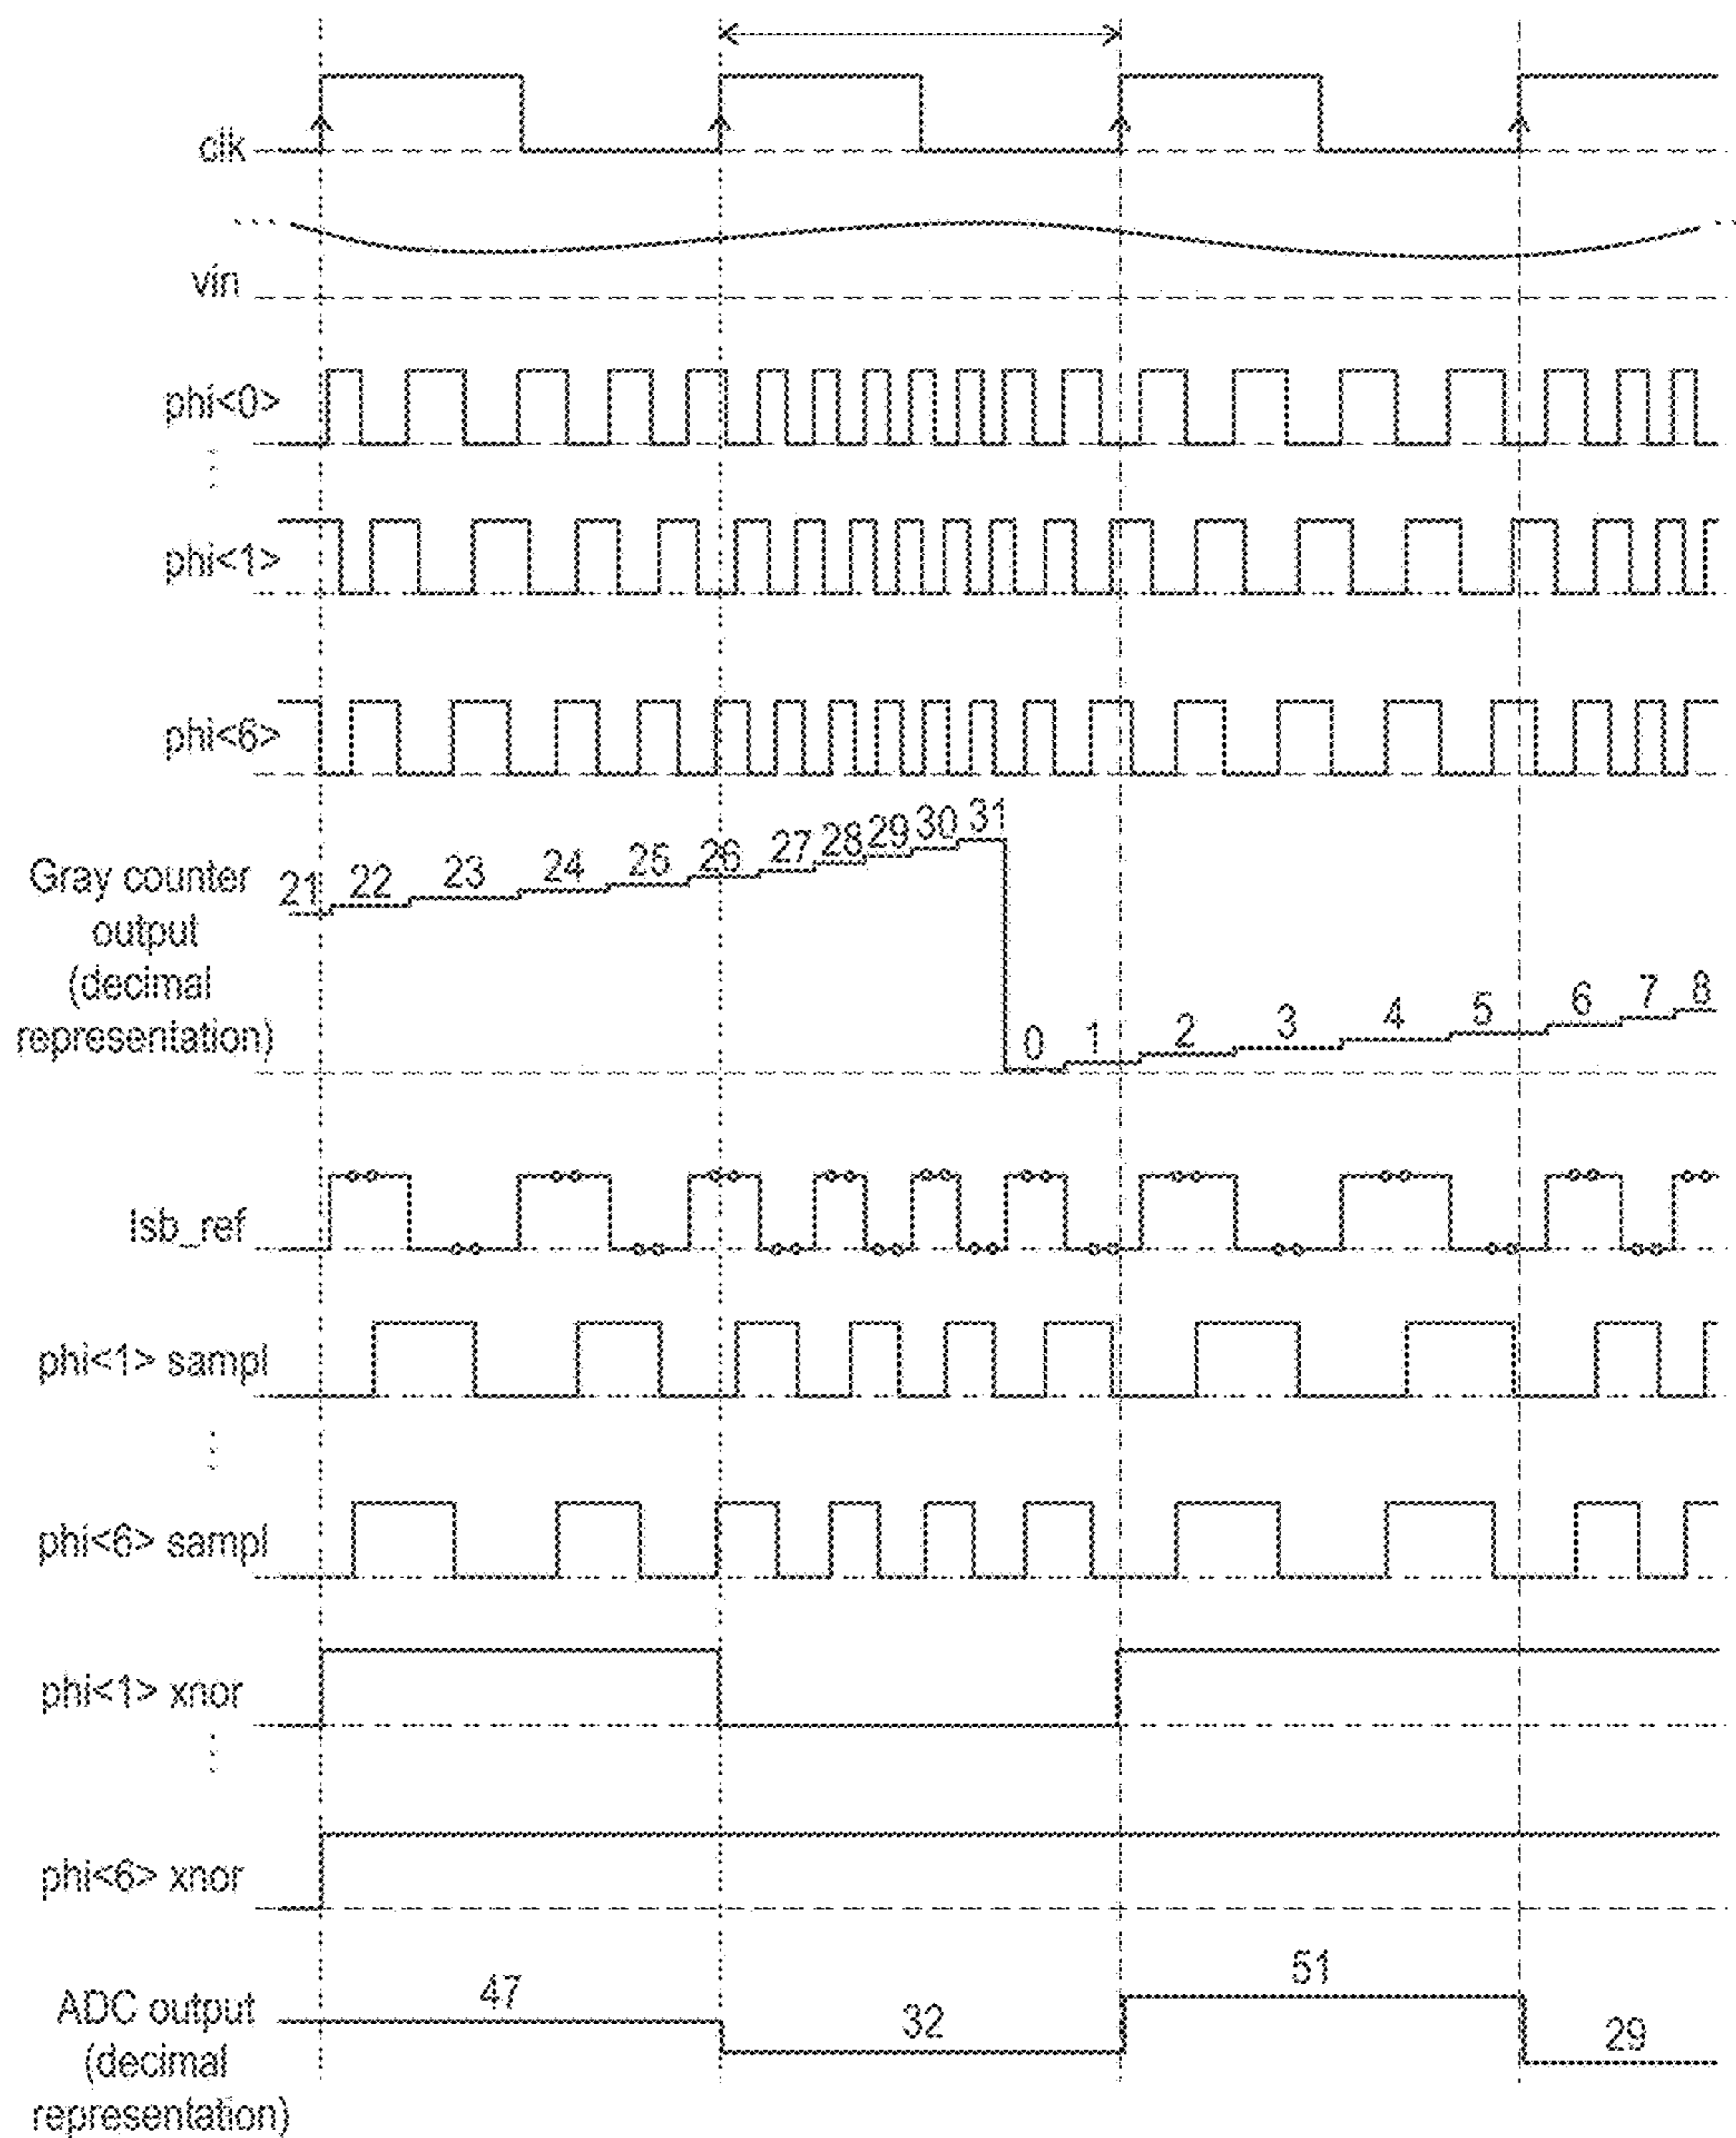 clk
vin
phi<0>
phi<1>
phi<6>
Gray counter
output
(decimal
representation)
21 22 23 24 25 26 27 28 29 30 31
0 1 2 3 4 5 6 7 8
lsb_ref
phi<1> sampl
phi<6> sampl
phi<1> xnor
phi<6> xnor
ADC output
(decimal
representation)
47 32 51 29